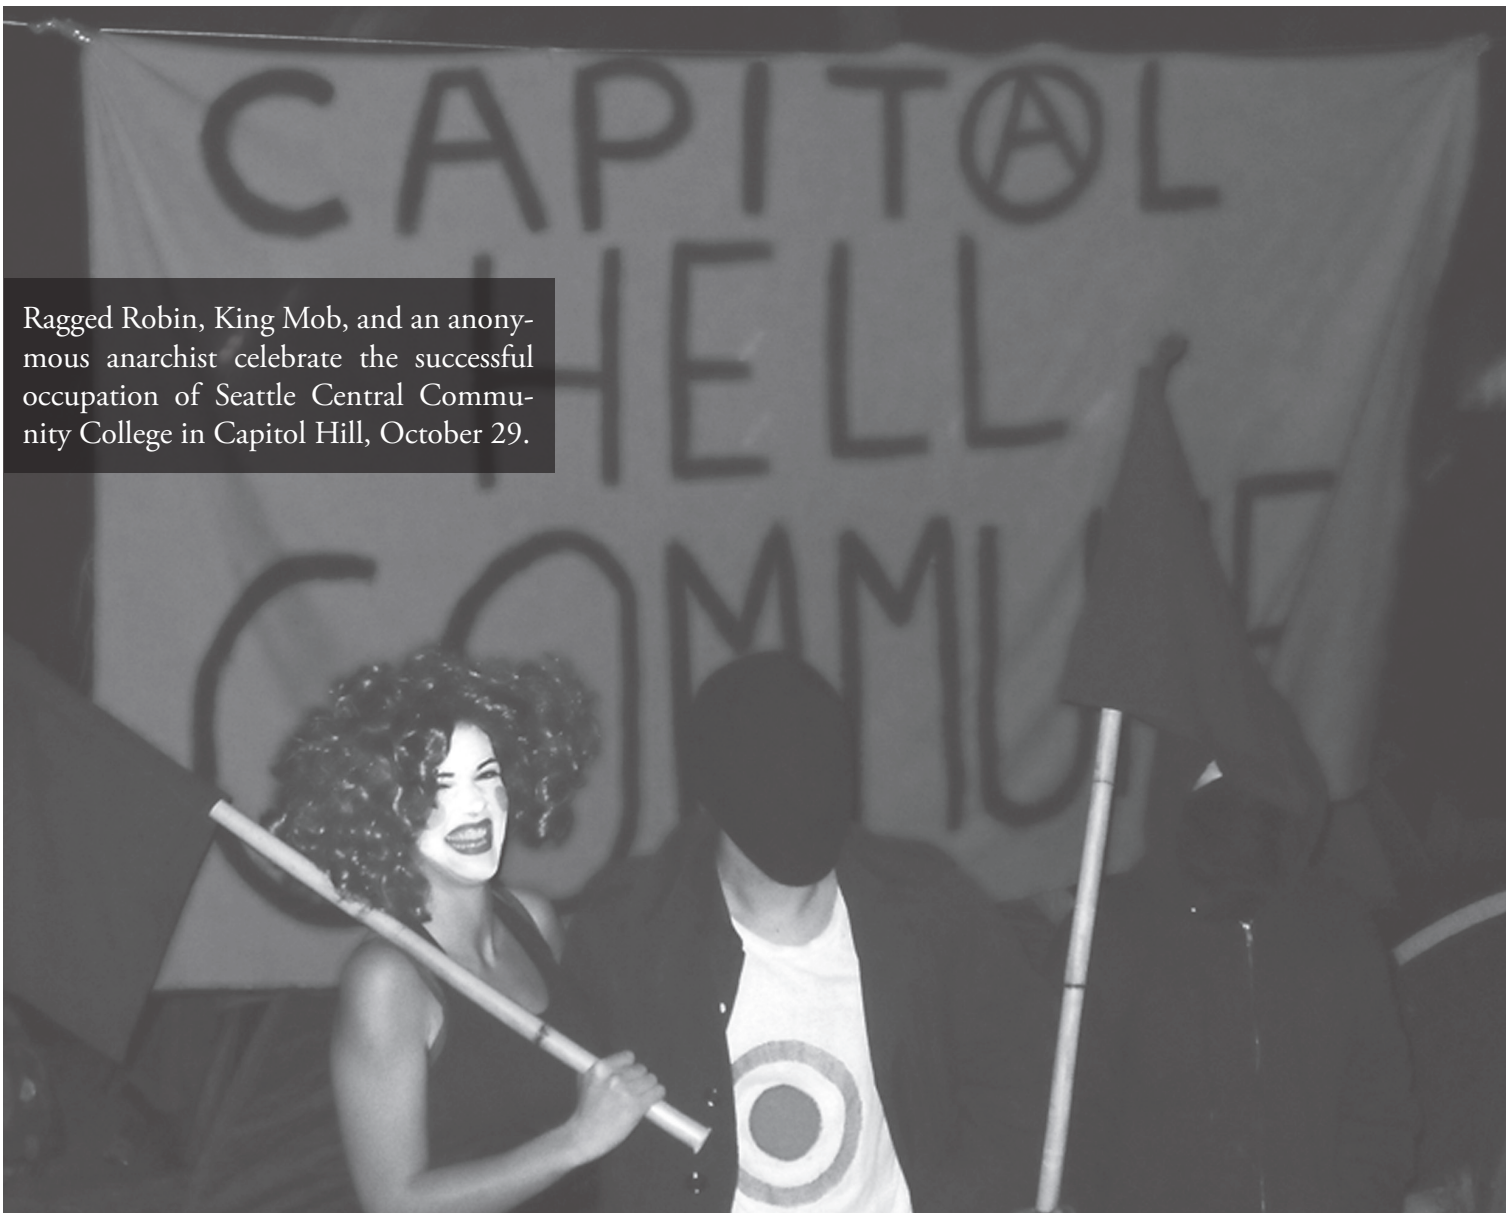 CAPITⒶL
HELL
COMMUNE
Ragged Robin, King Mob, and an anony-
mous anarchist celebrate the successful
occupation of Seattle Central Commu-
nity College in Capitol Hill, October 29.